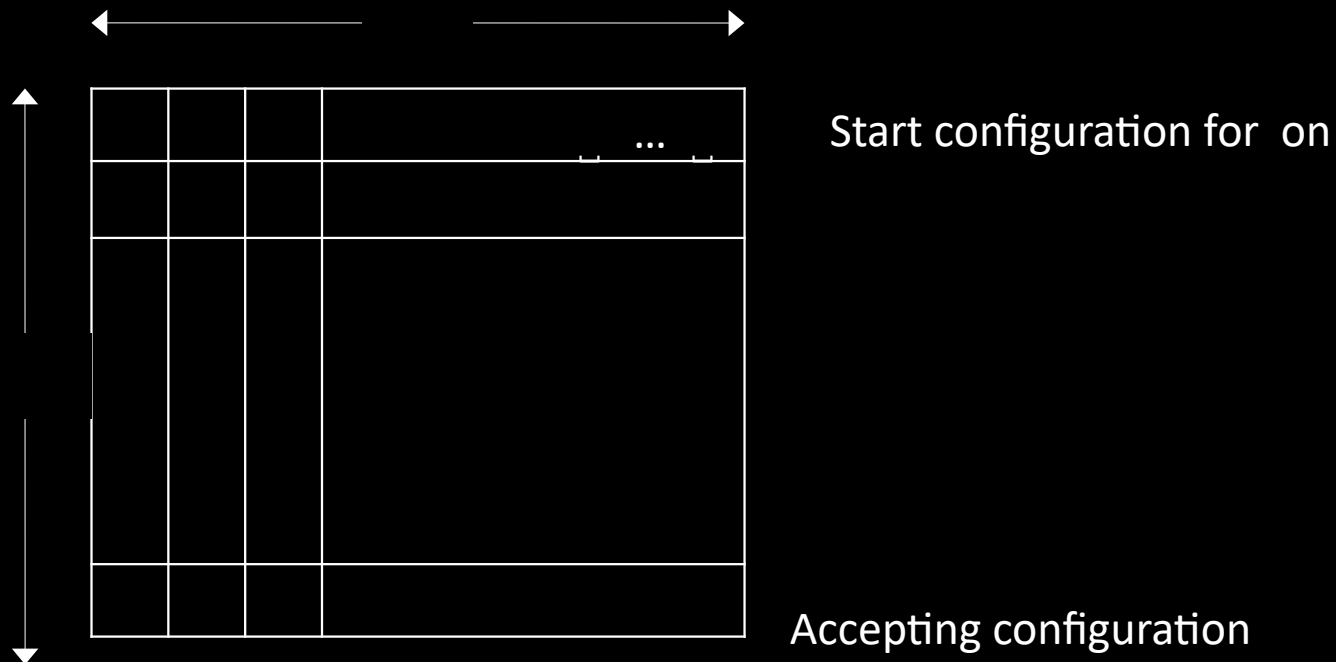 ␣ … ␣
Start configuration for on
Accepting configuration